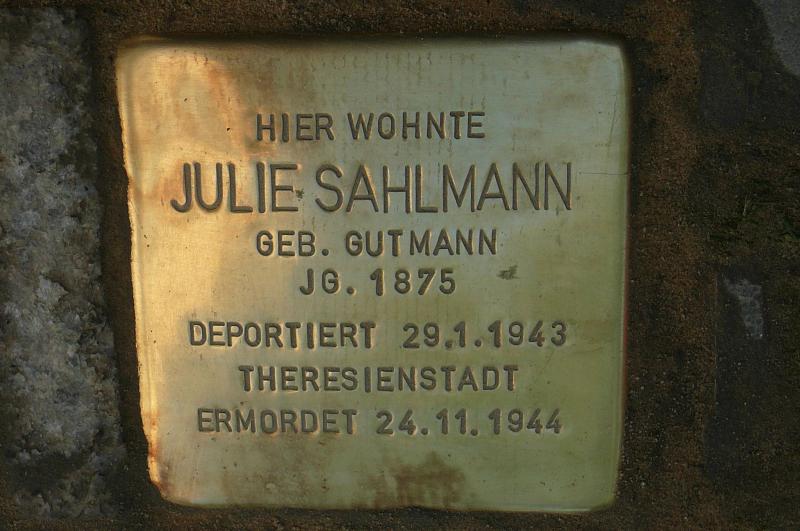 HIER WOHNTE
JULIE SAHLMANN
GEB. GUTMANN
JG. 1875
DEPORTIERT 29.1.1943
THERESIENSTADT
ERMORDET 24.11.1944